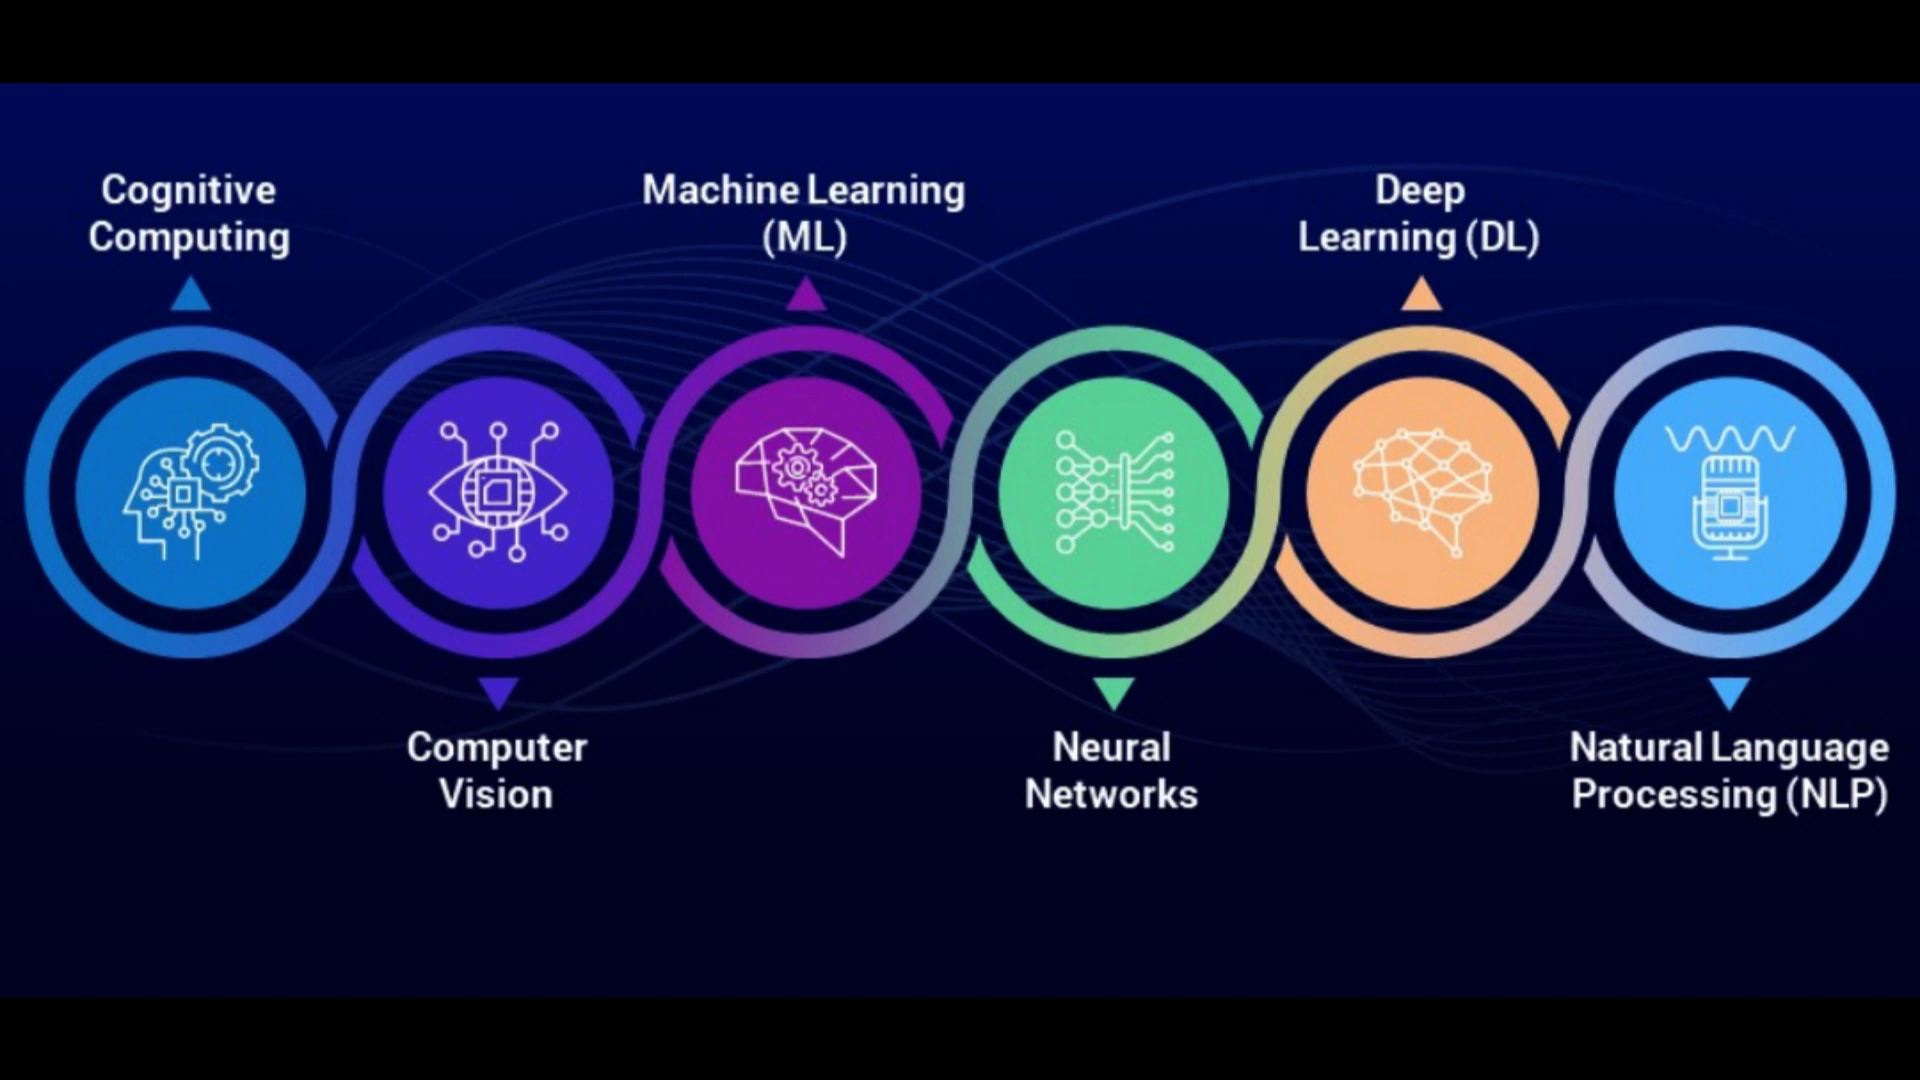 Cognitive
Computing
Machine Learning
(ML)
Deep
Learning (DL)
Computer
Vision
Neural
Networks
Natural Language
Processing (NLP)